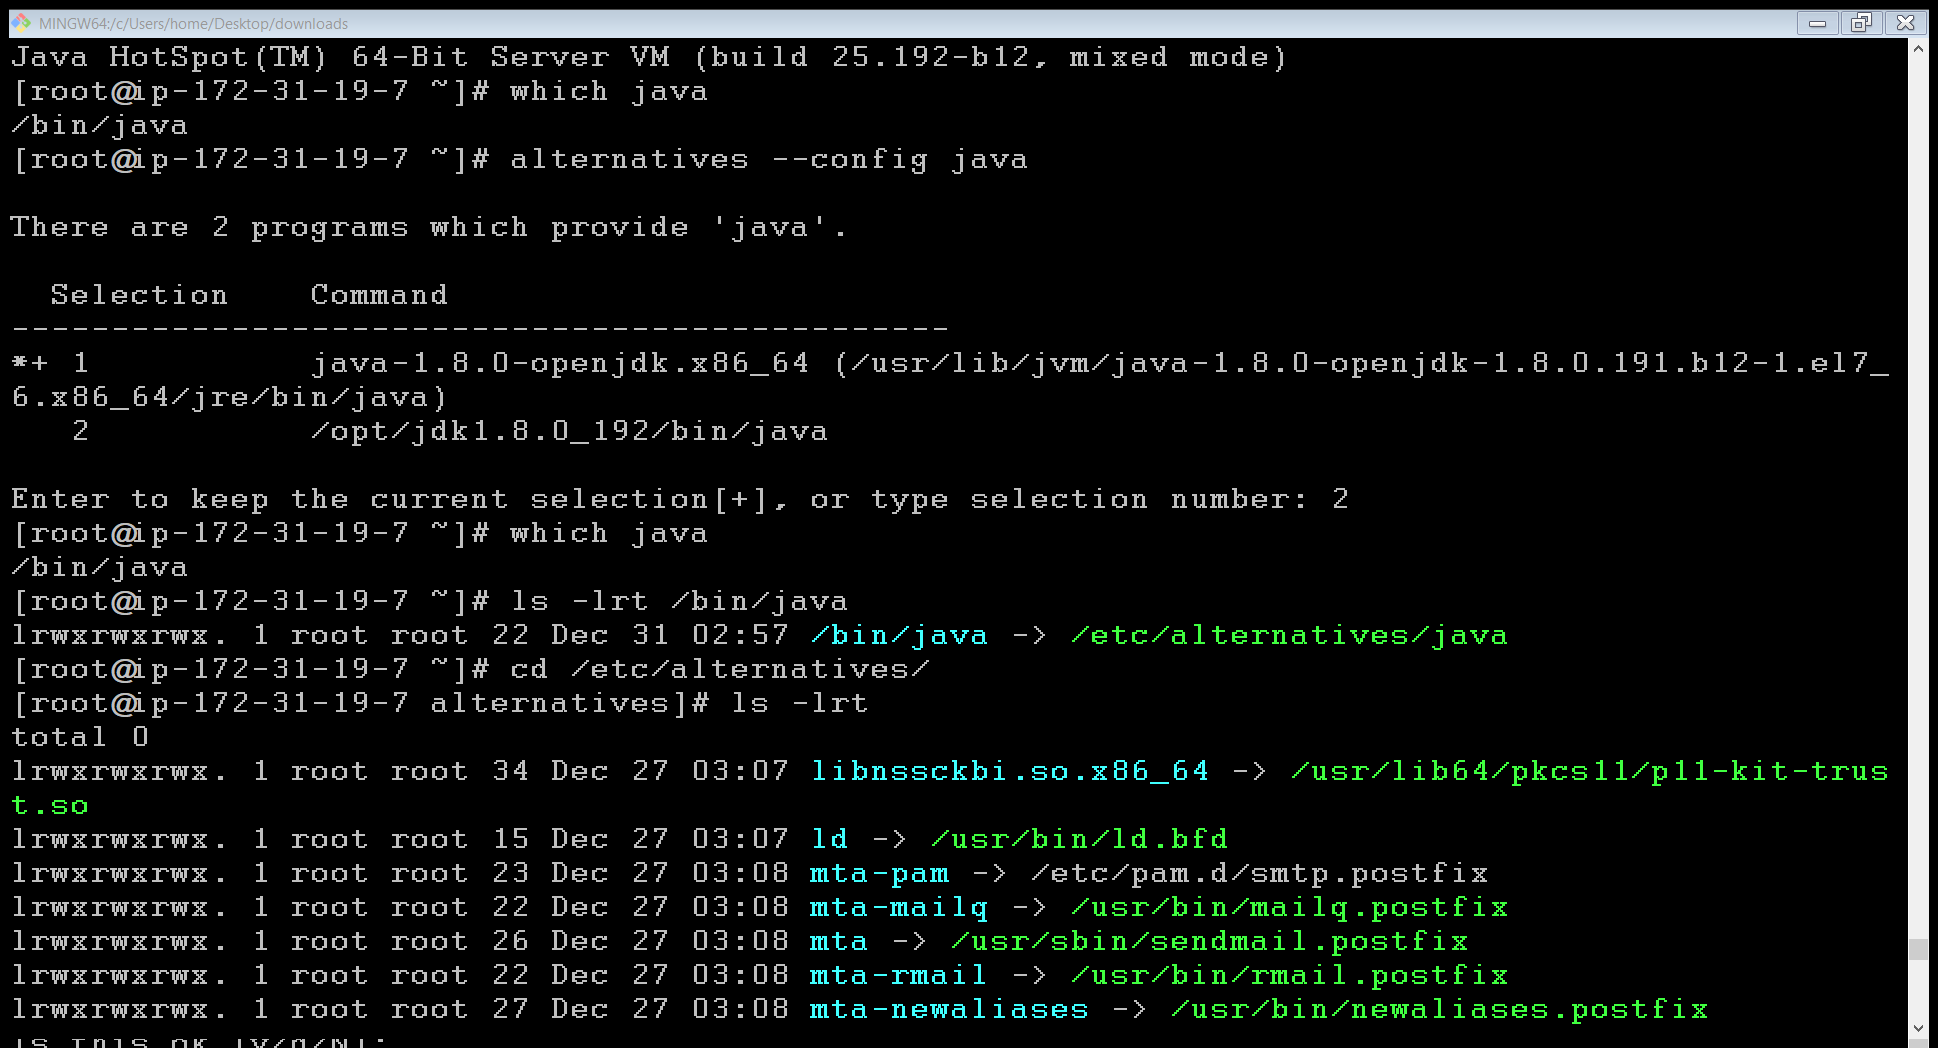 MINGW64:/c/Users/home/Desktop/downloads
Java HotSpot(TM) 64-Bit Server VM (build 25.192-b12, mixed mode)
[root@ip-172-31-19-7 ~]# which java
/bin/java
[root@ip-172-31-19-7 ~]# alternatives --config java
There are 2 programs which provide 'java'.
  Selection    Command
-----------------------------------------------
*+ 1           java-1.8.0-openjdk.x86_64 (/usr/lib/jvm/java-1.8.0-openjdk-1.8.0.191.b12-1.el7_
6.x86_64/jre/bin/java)
   2           /opt/jdk1.8.0_192/bin/java
Enter to keep the current selection[+], or type selection number: 2
[root@ip-172-31-19-7 ~]# which java
/bin/java
[root@ip-172-31-19-7 ~]# ls -lrt /bin/java
lrwxrwxrwx. 1 root root 22 Dec 31 02:57 /bin/java -> /etc/alternatives/java
[root@ip-172-31-19-7 ~]# cd /etc/alternatives/
[root@ip-172-31-19-7 alternatives]# ls -lrt
total 0
lrwxrwxrwx. 1 root root 34 Dec 27 03:07 libnssckbi.so.x86_64 -> /usr/lib64/pkcs11/p11-kit-trus
t.so
lrwxrwxrwx. 1 root root 15 Dec 27 03:07 ld -> /usr/bin/ld.bfd
lrwxrwxrwx. 1 root root 23 Dec 27 03:08 mta-pam -> /etc/pam.d/smtp.postfix
lrwxrwxrwx. 1 root root 22 Dec 27 03:08 mta-mailq -> /usr/bin/mailq.postfix
lrwxrwxrwx. 1 root root 26 Dec 27 03:08 mta -> /usr/sbin/sendmail.postfix
lrwxrwxrwx. 1 root root 22 Dec 27 03:08 mta-rmail -> /usr/bin/rmail.postfix
lrwxrwxrwx. 1 root root 27 Dec 27 03:08 mta-newaliases -> /usr/bin/newaliases.postfix
Is this ok [y/d/N]: